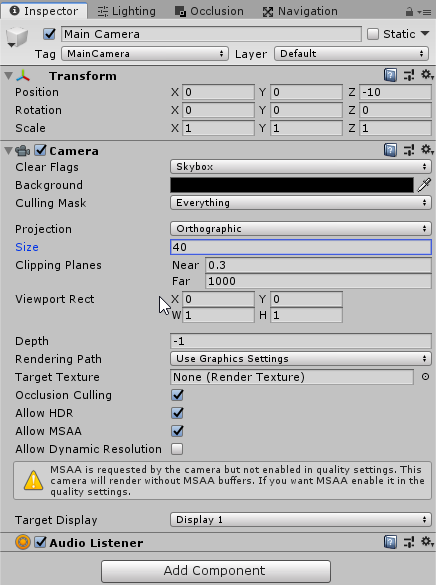 Inspector Lighting Occlusion Navigation
Main Camera Static
Tag MainCamera Layer Default
Transform
Position X 0 Y 0 Z -10
Rotation X 0 Y 0 Z 0
Scale X 1 Y 1 Z 1
Camera
Clear Flags Skybox
Background
Culling Mask Everything
Projection Orthographic
Size 40
Clipping Planes Near 0.3
Far 1000
Viewport Rect X 0 Y 0
W 1 H 1
Depth -1
Rendering Path Use Graphics Settings
Target Texture None (Render Texture)
Occlusion Culling
Allow HDR
Allow MSAA
Allow Dynamic Resolution
MSAA is requested by the camera but not enabled in quality settings. This
camera will render without MSAA buffers. If you want MSAA enable it in the
quality settings.
Target Display Display 1
Audio Listener
Add Component